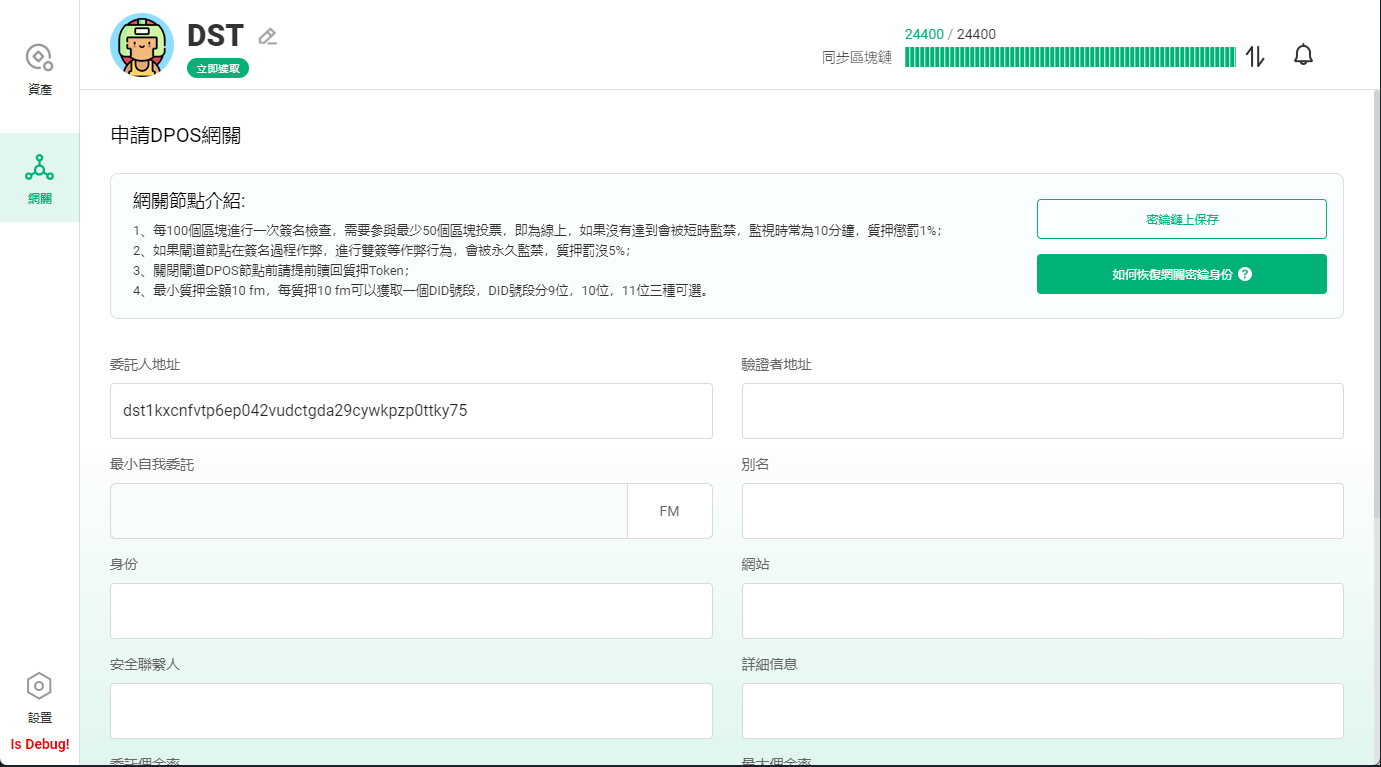 DST
立即獲取
24400 / 24400
同步區塊鏈
資產
網關
設置
Is Debug!
申請DPOS網關
網關節點介紹:
1、每100個區塊進行一次簽名檢查，需要參與最少50個區塊投票，即為線上，如果沒有達到會被短時監禁，監視時常為10分鐘，質押懲罰1%；
2、如果閘道節點在簽名過程作弊，進行雙簽等作弊行為，會被永久監禁，質押罰沒5%；
3、關閉閘道DPOS節點前請提前贖回質押Token；
4、最小質押金額10 fm，每質押10 fm可以獲取一個DID號段，DID號段分9位，10位，11位三種可選。
密鑰鏈上保存
如何恢復網關密鑰身份 ?
委託人地址
驗證者地址
dst1kxcnfvtp6ep042vudctgda29cywkpzp0ttky75
最小自我委託
別名
FM
身份
網站
安全聯繫人
詳細信息
委託佣金率
最大佣金率